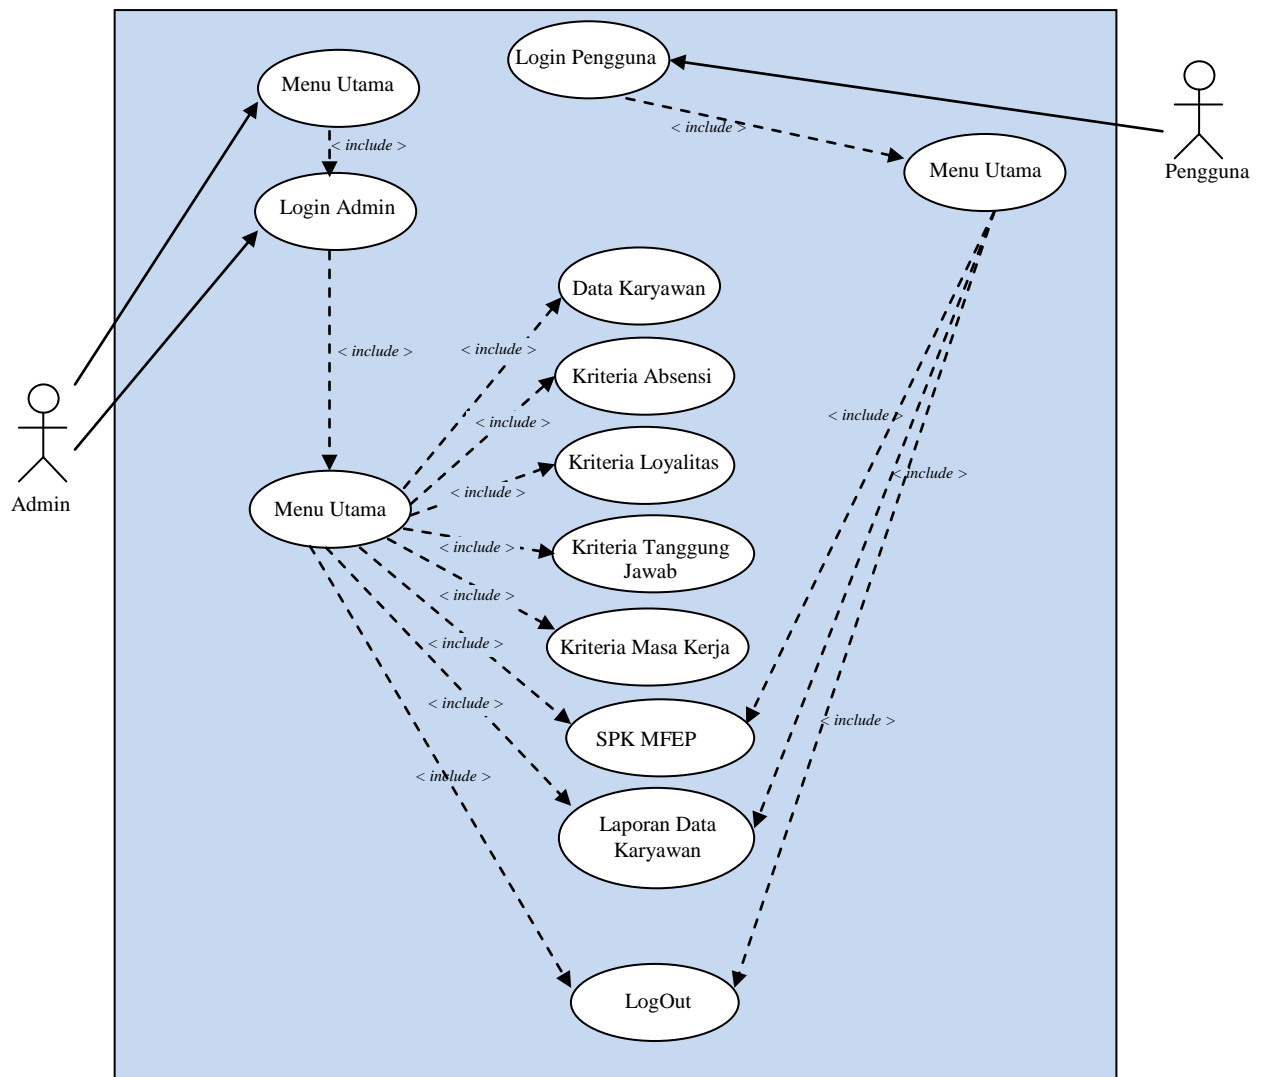 Login Pengguna
Menu Utama
< include >
< include >
Menu Utama
Pengguna
Login Admin
Data Karyawan
< include >
< include >
Kriteria Absensi
< include >
< include >
Kriteria Loyalitas
< include >
< include >
Admin
Menu Utama
Kriteria Tanggung
Jawab
< include >
< include >
Kriteria Masa Kerja
< include >
< include >
SPK MFEP
< include >
< include >
Laporan Data
Karyawan
LogOut